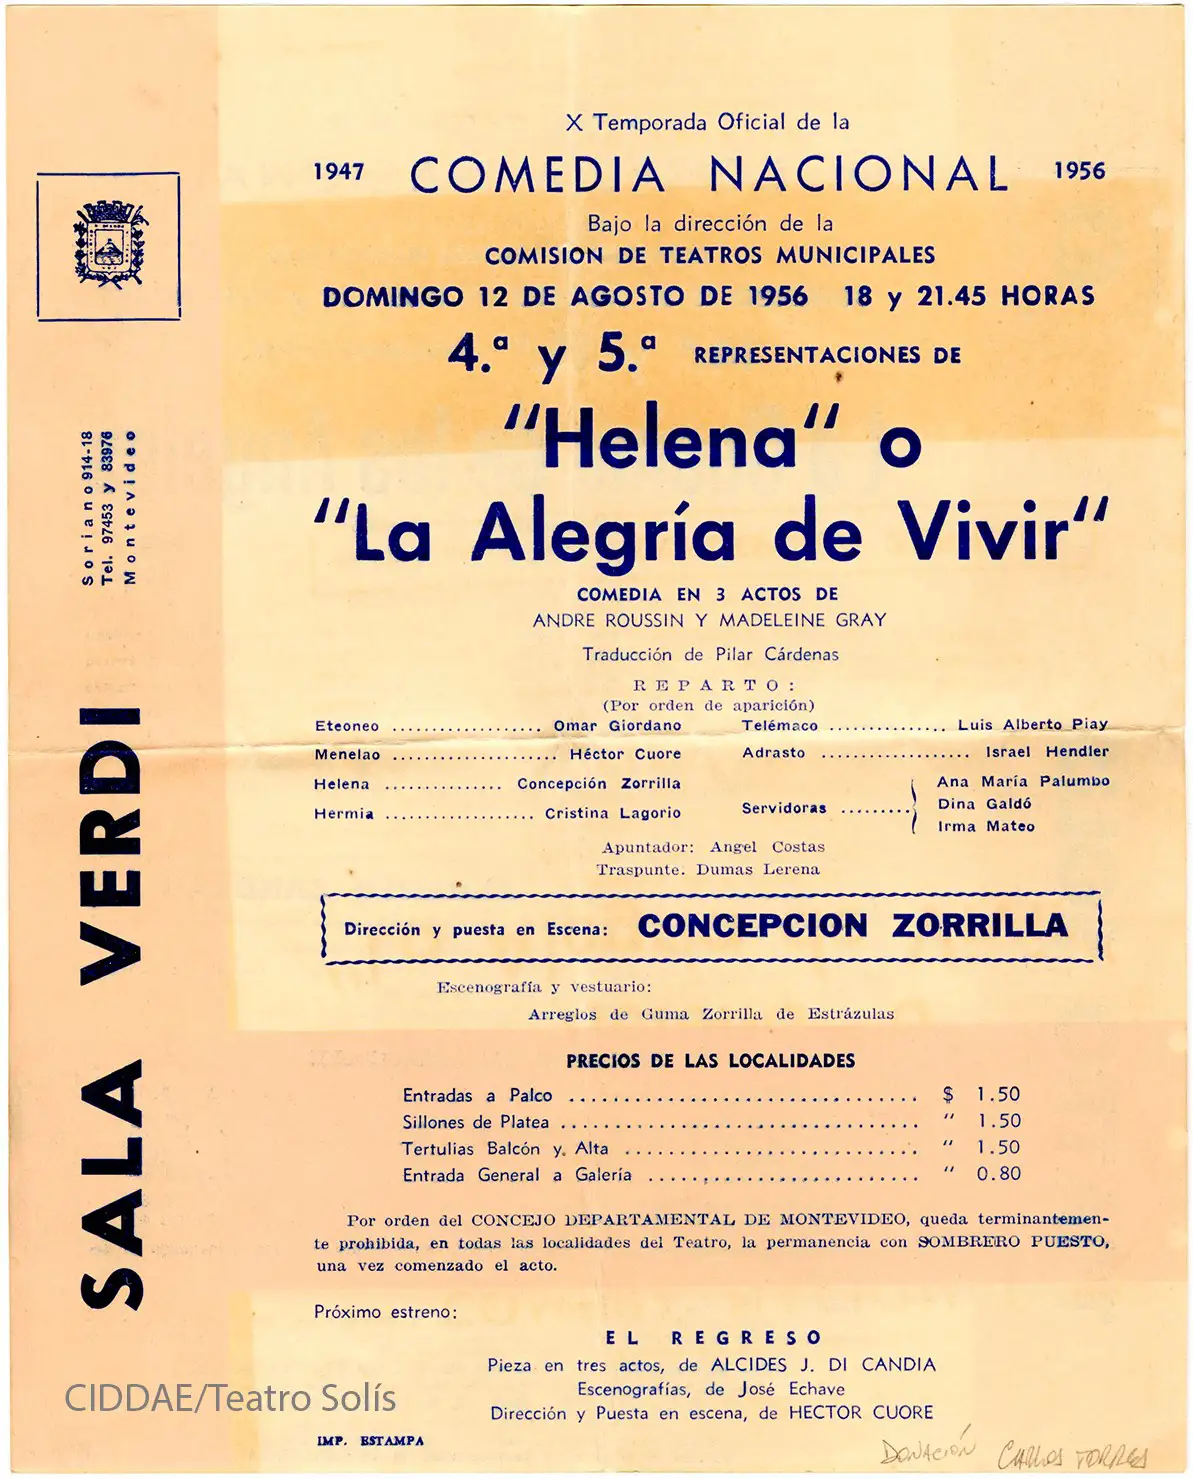 X Temporada Oficial de la
1947 COMEDIA NACIONAL 1956
Bajo la dirección de la
COMISION DE TEATROS MUNICIPALES
DOMINGO 12 DE AGOSTO DE 1956 18 y 21.45 HORAS
4.ª y 5.ª REPRESENTACIONES DE
"Helena" o
"La Alegría de Vivir"
COMEDIA EN 3 ACTOS DE
ANDRE ROUSSIN Y MADELEINE GRAY
Traducción de Pilar Cárdenas
REPARTO:
(Por orden de aparición)
Eteoneo .................. Omar Giordano
Menelao .................... Héctor Cuore
Helena .............. Concepción Zorrilla
Hermia .................. Cristina Lagorio
Telémaco .............. Luis Alberto Piay
Adrasto .................. Israel Hendler
Servidoras .........
Ana María Palumbo
Dina Galdó
Irma Mateo
Apuntador: Angel Costas
Traspunte. Dumas Lerena
Dirección y puesta en Escena: CONCEPCION ZORRILLA
Escenografía y vestuario:
Arreglos de Guma Zorrilla de Estrázulas
PRECIOS DE LAS LOCALIDADES
Entradas a Palco ................................ $ 1.50
Sillones de Platea ................................. " 1.50
Tertulias Balcón y Alta ........................... " 1.50
Entrada General a Galería ......................... " 0.80
Por orden del CONCEJO DEPARTAMENTAL DE MONTEVIDEO, queda terminantemen-
te prohibida, en todas las localidades del Teatro, la permanencia con SOMBRERO PUESTO,
una vez comenzado el acto.
Próximo estreno:
EL REGRESO
Pieza en tres actos, de ALCIDES J. DI CANDIA
Escenografías, de José Echave
Dirección y Puesta en escena, de HECTOR CUORE
IMP. ESTAMPA
Donación Carlos Torres
Soriano 914-18
Tel. 97453 y 83976
Montevideo
SALA VERDI
CIDDAE/Teatro Solís